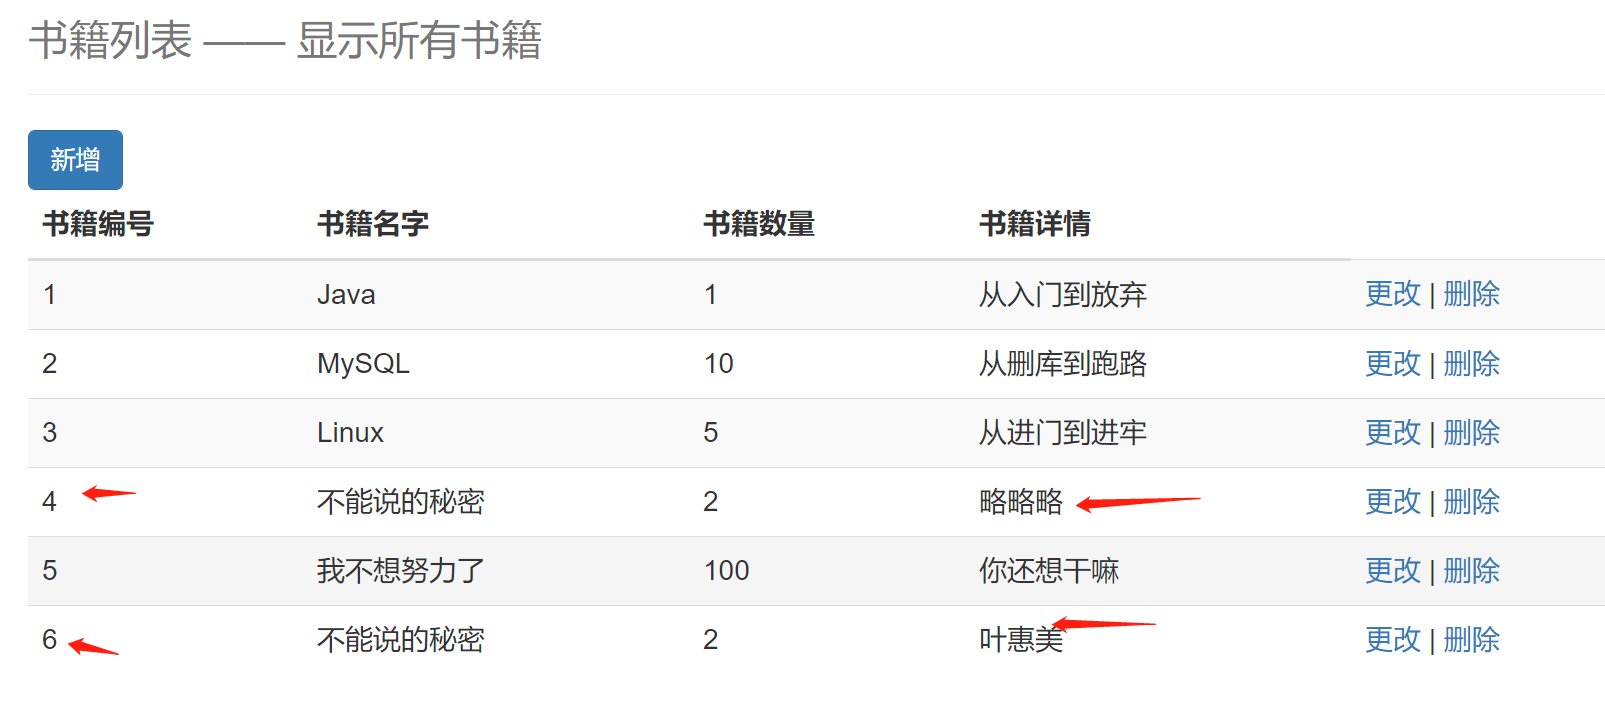 书籍列表 —— 显示所有书籍
新增
书籍编号 书籍名字 书籍数量 书籍详情
1 Java 1 从入门到放弃 更改 | 删除
2 MySQL 10 从删库到跑路 更改 | 删除
3 Linux 5 从进门到进牢 更改 | 删除
4 不能说的秘密 2 略略略 更改 | 删除
5 我不想努力了 100 你还想干嘛 更改 | 删除
6 不能说的秘密 2 叶惠美 更改 | 删除